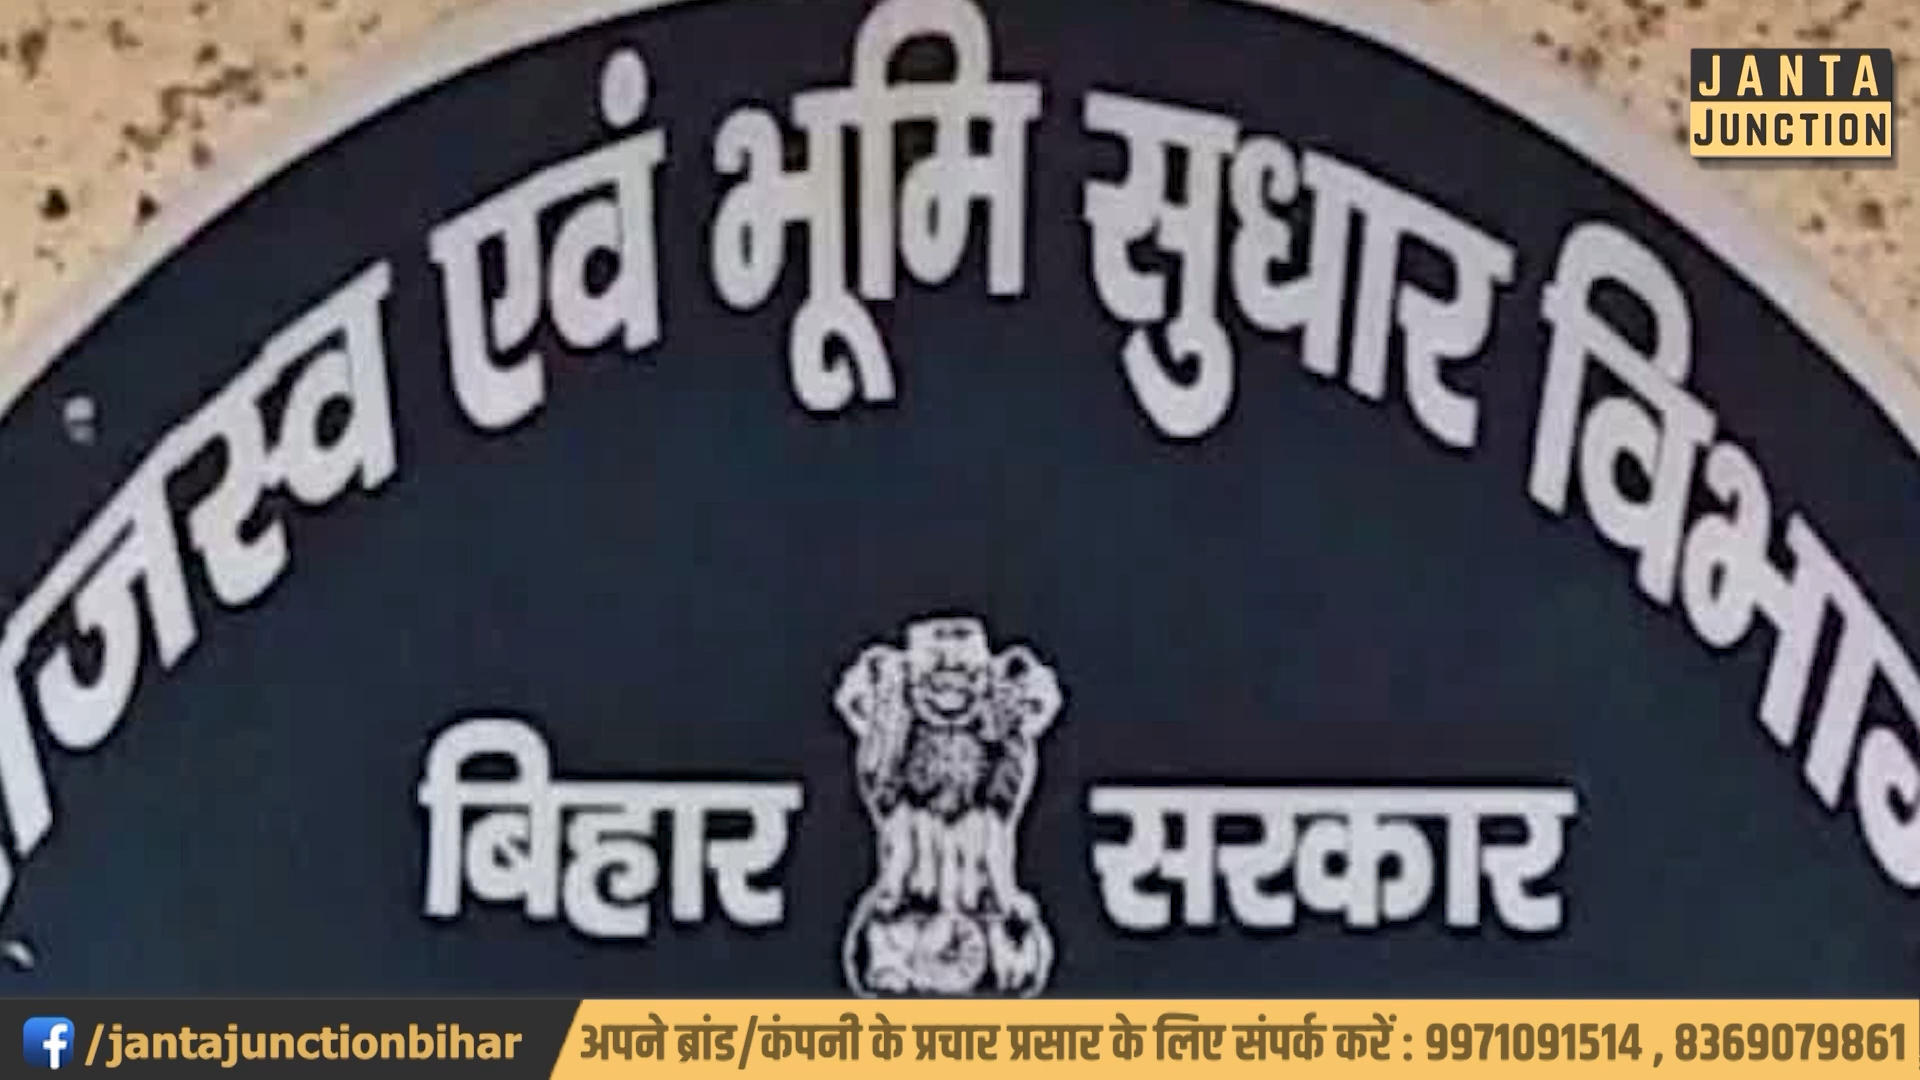 JANTA
JUNCTION
राजस्व एवं भूमि सुधार विभाग
बिहार सरकार
/jantajunctionbihar
अपने ब्रांड/कंपनी के प्रचार प्रसार के लिए संपर्क करें : 9971091514 , 8369079861